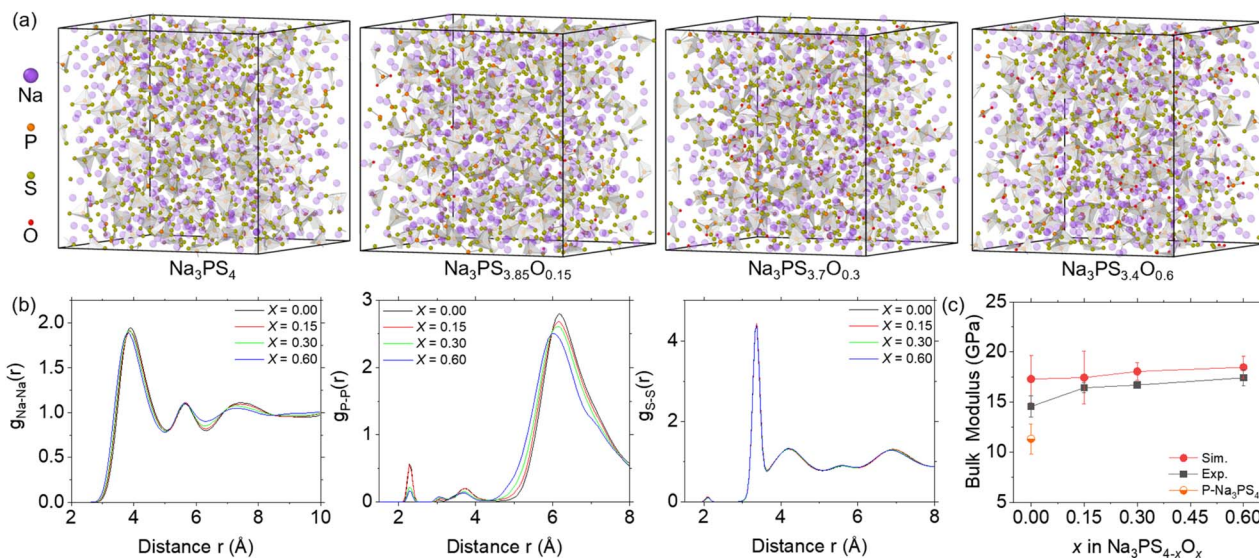 (a)
Na
P
S
O
Na₃PS₄
Na₃PS₃.₈₅O₀.₁₅
Na₃PS₃.₇O₀.₃
Na₃PS₃.₄O₀.₆
(b)
g_Na-Na(r)
2.0
1.5
1.0
0.5
0.0
2 4 6 8 10
Distance r (Å)
X = 0.00
X = 0.15
X = 0.30
X = 0.60
g_P-P(r)
3
2
1
0
2 4 6 8
Distance r (Å)
X = 0.00
X = 0.15
X = 0.30
X = 0.60
g_S-S(r)
4
2
0
2 4 6 8
Distance r (Å)
X = 0.00
X = 0.15
X = 0.30
X = 0.60
(c)
Bulk Modulus (GPa)
25
20
15
10
5
Sim.
Exp.
P-Na₃PS₄
0.00 0.15 0.30 0.45 0.60
x in Na₃PS₄₋ₓOₓ